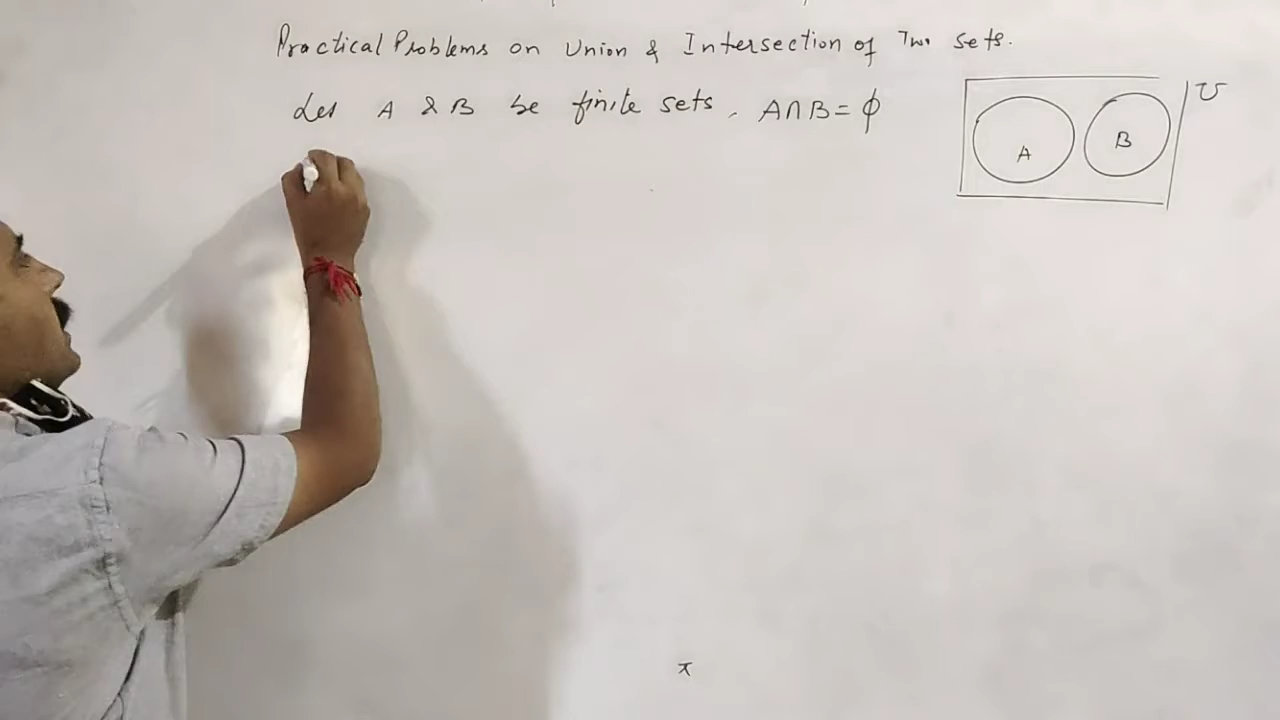 Practical Problems on Union & Intersection of Two Sets.
Let A & B be finite sets, A∩B = ϕ
U
A
B
π